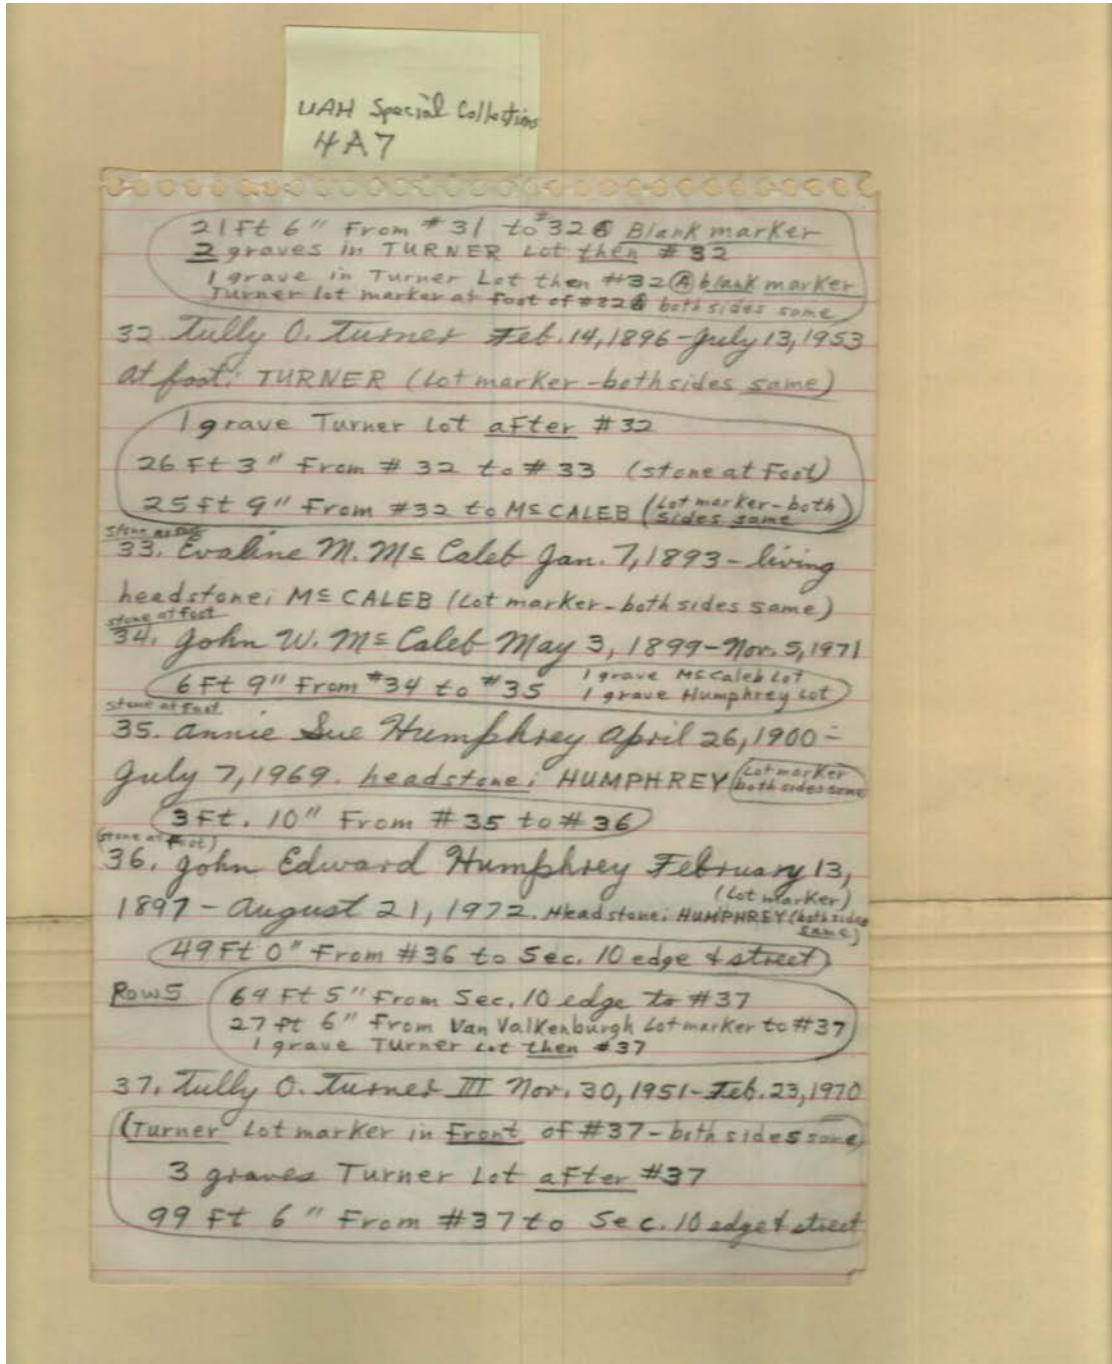 UAH Special Collections
4A7
21 Ft 6" From #31 to #32 Blank marker
2 graves in TURNER Lot then #32
1 grave in Turner Lot then #32 Ⓐ blank marker
Turner lot marker at foot of #32 both sides same
32. Tully O. Turner Feb. 14, 1896 - July 13, 1953
at foot: TURNER (Lot marker - both sides same)
1 grave Turner Lot after #32
26 Ft 3" From #32 to #33 (stone at Foot)
25 ft 9" From #32 to McCALEB (Lot marker - both
sides same
stone at
33. Evaline M. McCaleb Jan. 7, 1893 - living
headstone; McCALEB (Lot marker - both sides same)
stone at foot
34. John W. McCaleb May 3, 1899 - Nov. 5, 1971
6 Ft 9" From #34 to #35 1 grave McCaleb Lot
1 grave Humphrey Lot
stone at foot
35. Annie Sue Humphrey April 26, 1900 -
July 7, 1969. headstone; HUMPHREY (Lot marker
both sides same
3 Ft. 10" From #35 to #36
(stone at Foot)
36. John Edward Humphrey February 13,
(Lot marker)
1897 - August 21, 1972. Headstone; HUMPHREY (both sides
same)
49 Ft 0" From #36 to Sec. 10 edge & street
Row 5 64 Ft 5" From Sec. 10 edge to #37
27 ft 6" From Van Valkenburgh Lot marker to #37
1 grave Turner Lot then #37
37. Tully O. Turner III Nov. 30, 1951 - Feb. 23, 1970
(Turner Lot marker in Front of #37 - both sides same)
3 graves Turner Lot after #37
99 Ft 6" From #37 to Sec. 10 edge & street